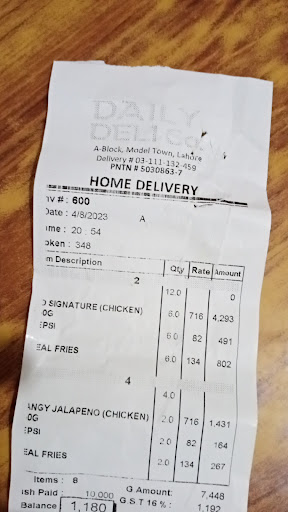 DAILY
DELI Co.
A-Block, Model Town, Lahore
Delivery # 03-111-132-459
PNTN # 5030863-7
HOME DELIVERY
nv # : 600
Date : 4/8/2023 A
ime : 20 : 54
oken : 348
m Description Qty Rate Amount
2
12.0 0
O SIGNATURE (CHICKEN) 6.0 716 4,293
0G
EPSI 6.0 82 491
EAL FRIES 6.0 134 802
4
4.0
ANGY JALAPENO (CHICKEN) 2.0 716 1,431
0G
EPSI 2.0 82 164
EAL FRIES 2.0 134 267
Items : 8 G Amount: 7,448
ash Paid : 10,000 G.S.T 16% : 1,192
Balance 1,180